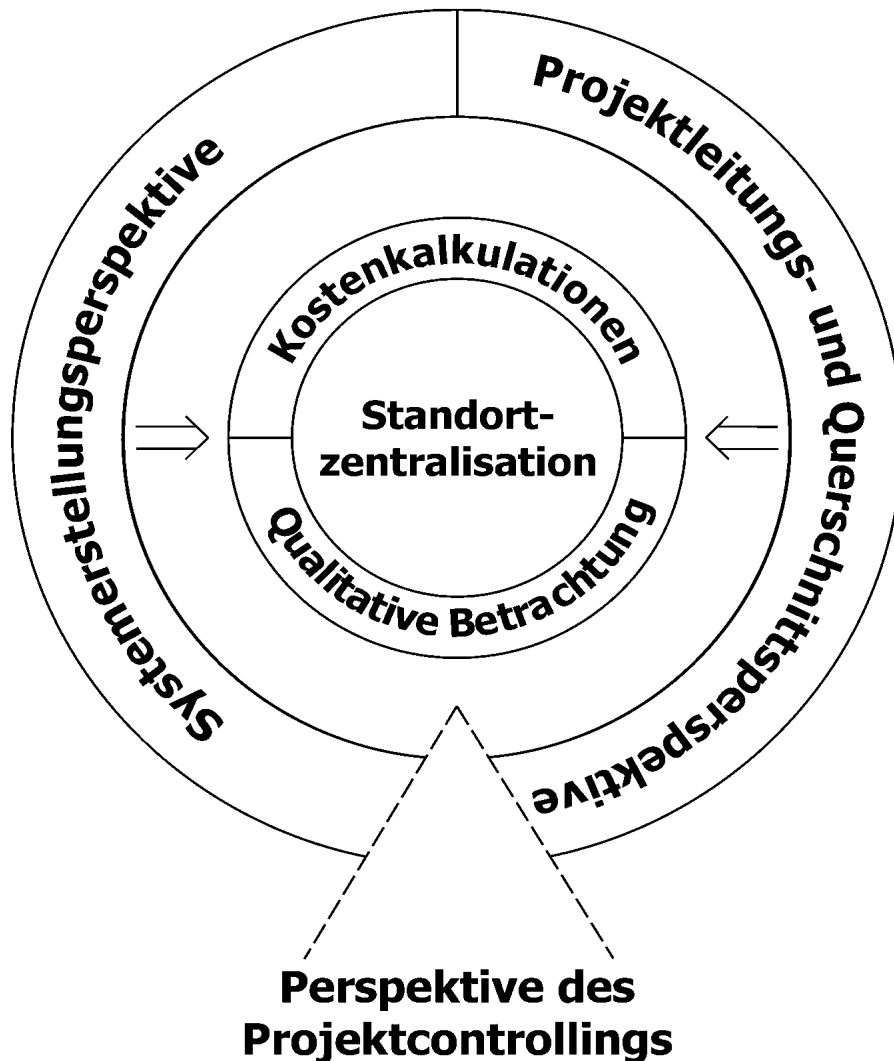 Systemerstellungsperspektive
Projektleitungs- und Querschnittsperspektive
Kostenkalkulationen
Standort-
zentralisation
Qualitative Betrachtung
Perspektive des
Projektcontrollings